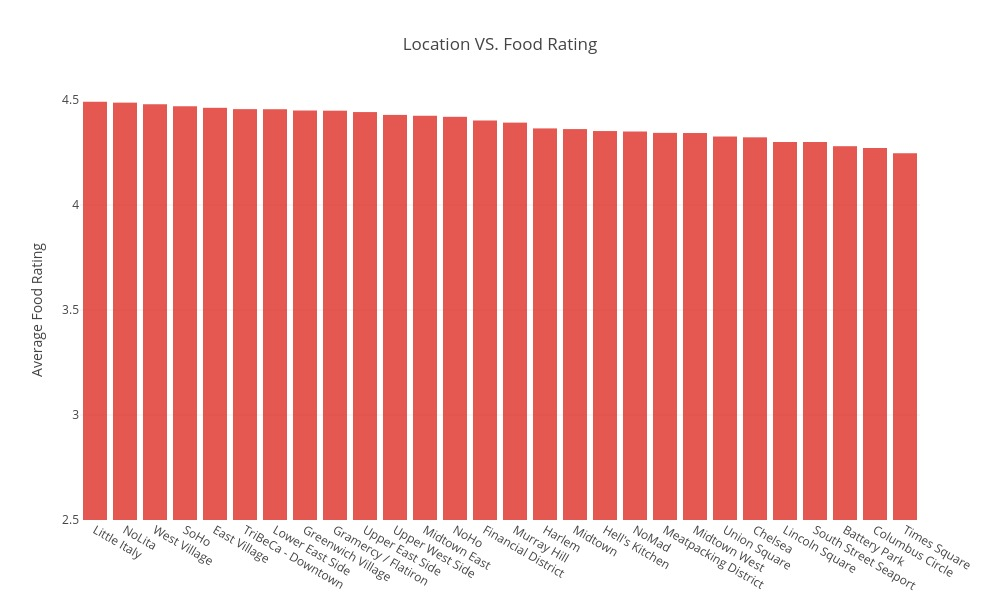 Location VS. Food Rating
Average Food Rating
4.5
4
3.5
3
2.5
Little Italy
NoLita
West Village
SoHo
East Village
TriBeCa - Downtown
Lower East Side
Greenwich Village
Gramercy / Flatiron
Upper East Side
Upper West Side
Midtown East
NoHo
Financial District
Murray Hill
Harlem
Midtown
Hell's Kitchen
NoMad
Meatpacking District
Midtown West
Union Square
Chelsea
Lincoln Square
South Street Seaport
Battery Park
Columbus Circle
Times Square